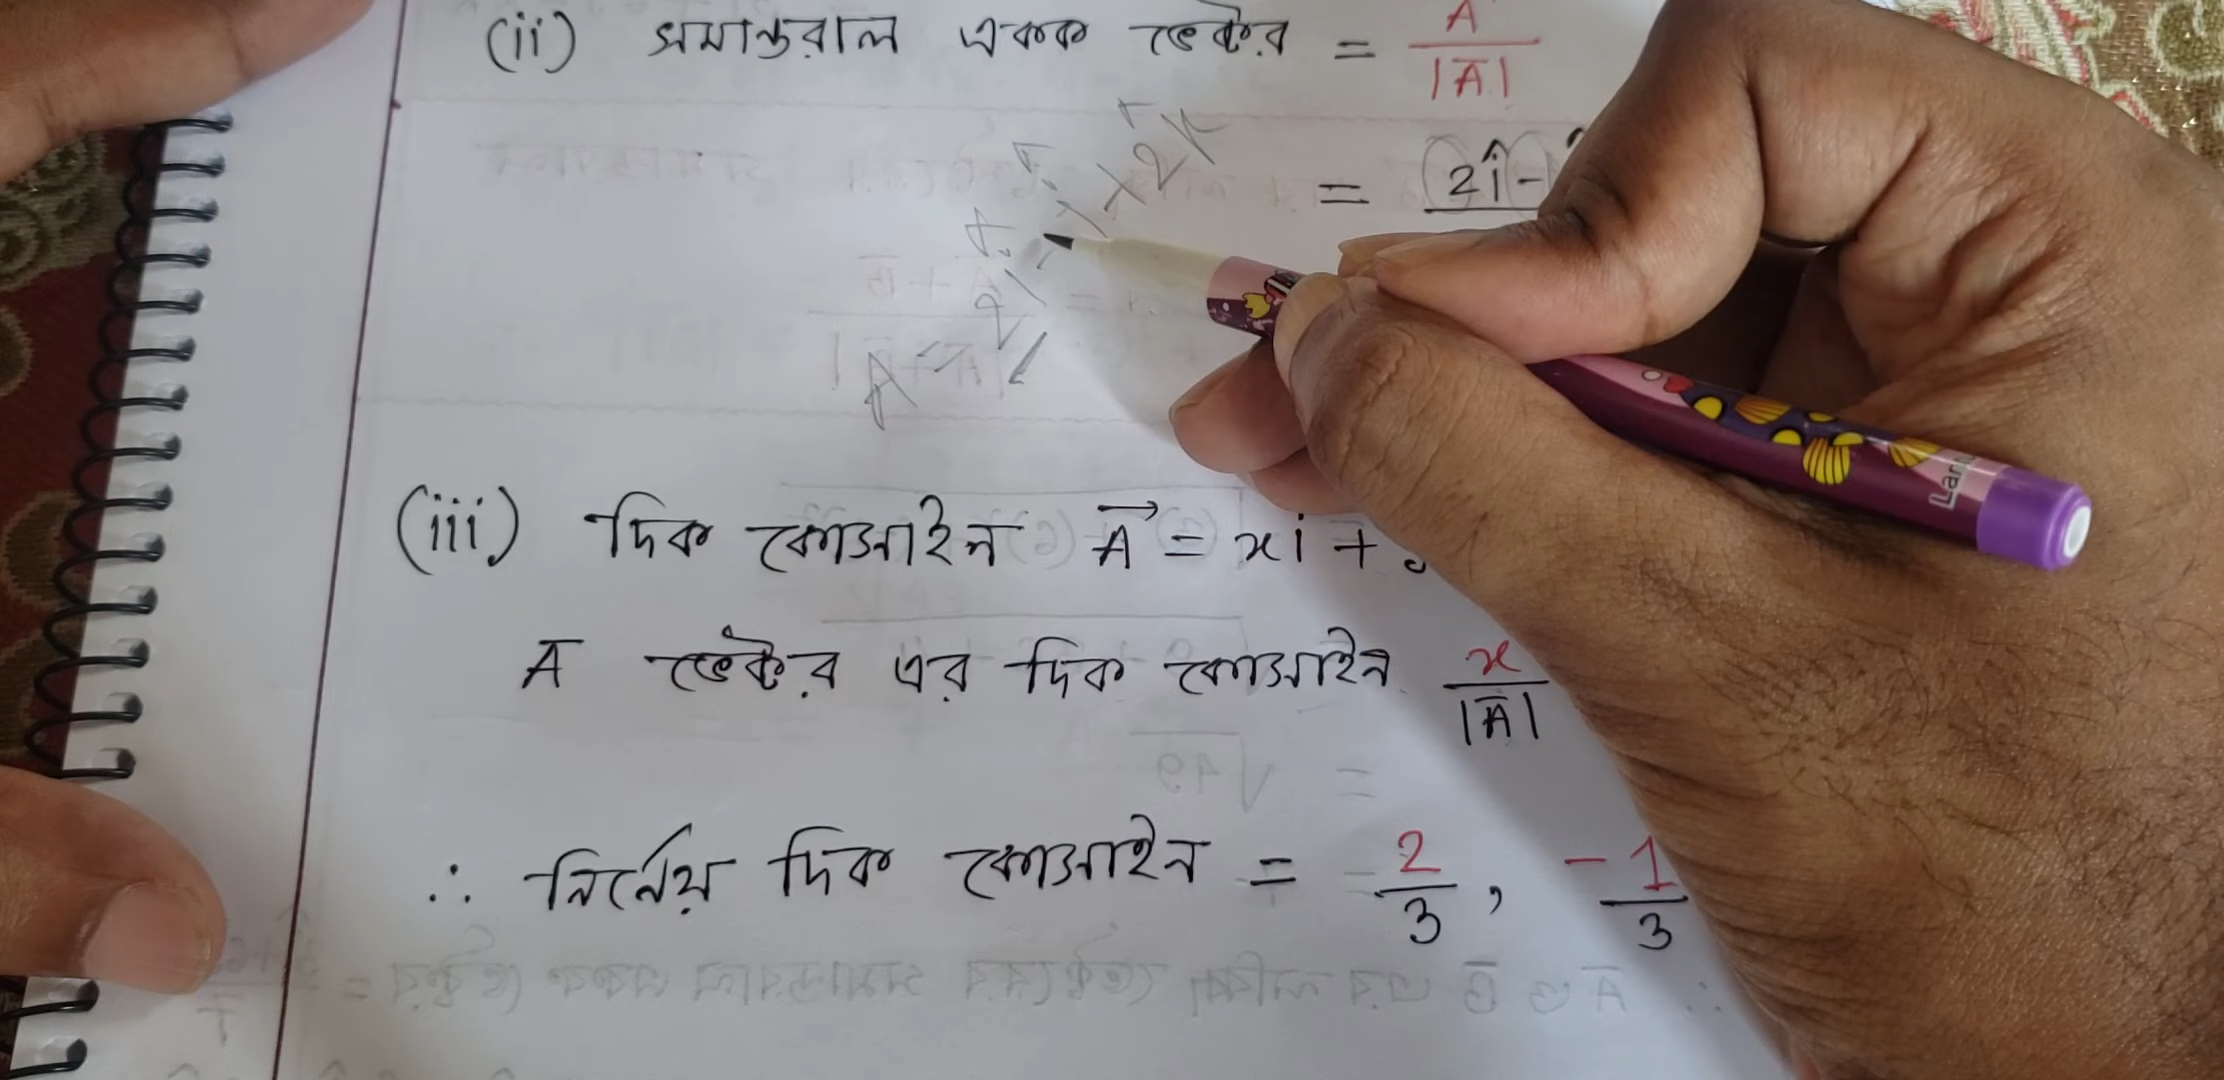 (ii) সমান্তরাল একক ভেক্টর = A / |A̅|
= 2î -
(iii) দিক কোসাইন A⃗ = xi +
A̅ ভেক্টর এর দিক কোসাইন x / |A̅|
∴ নির্নেয় দিক কোসাইন = 2/3, -1/3